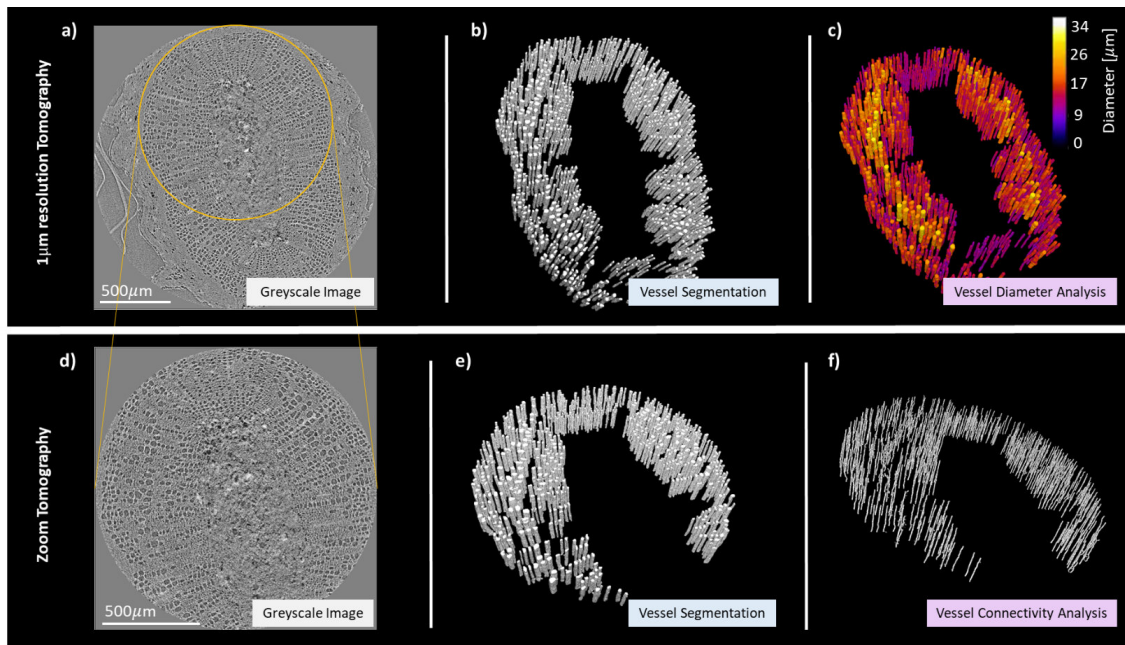 1μm resolution Tomography
a)
500μm
Greyscale Image
b)
Vessel Segmentation
c)
34
26
17
9
0
Diameter [μm]
Vessel Diameter Analysis
Zoom Tomography
d)
500μm
Greyscale Image
e)
Vessel Segmentation
f)
Vessel Connectivity Analysis